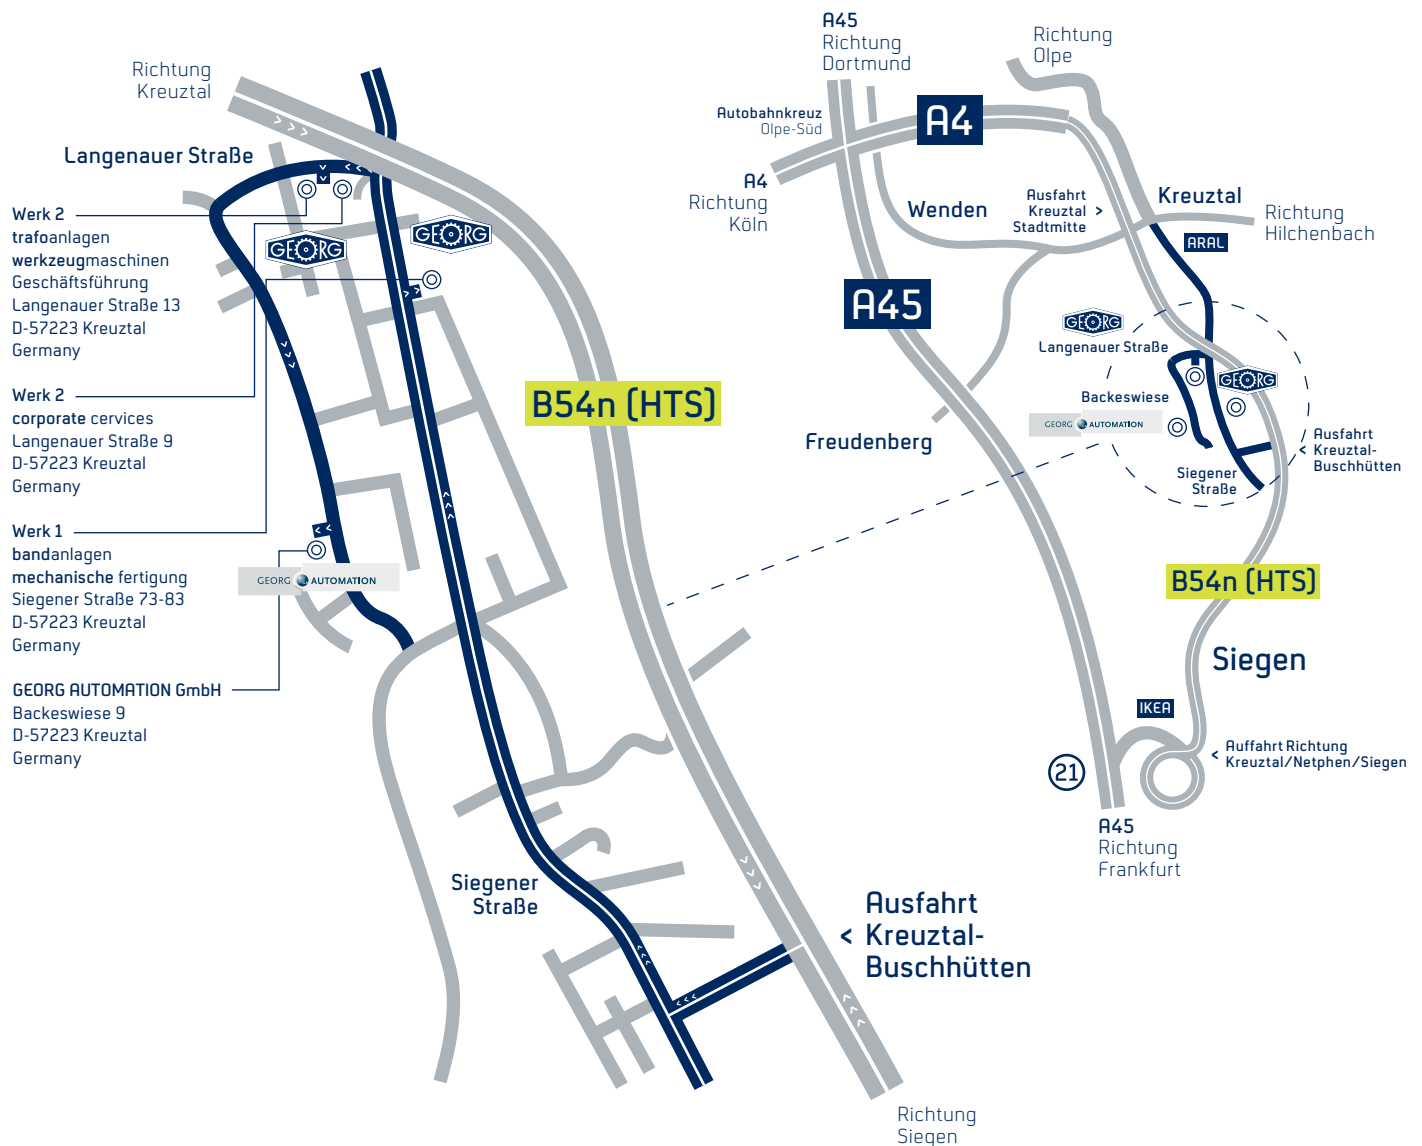 Richtung
Kreuztal
Langenauer Straße
Werk 2
trafoanlagen
werkzeugmaschinen
Geschäftsführung
Langenauer Straße 13
D-57223 Kreuztal
Germany
Werk 2
corporate cervices
Langenauer Straße 9
D-57223 Kreuztal
Germany
Werk 1
bandanlagen
mechanische fertigung
Siegener Straße 73-83
D-57223 Kreuztal
Germany
GEORG AUTOMATION GmbH
Backeswiese 9
D-57223 Kreuztal
Germany
GEORG
GEORG
GEORG AUTOMATION
B54n (HTS)
Siegener
Straße
Ausfahrt
< Kreuztal-
Buschhütten
Richtung
Siegen
A45
Richtung
Dortmund
Richtung
Olpe
Autobahnkreuz
Olpe-Süd
A4
A4
Richtung
Köln
Wenden
Ausfahrt
Kreuztal >
Stadtmitte
Kreuztal
Richtung
Hilchenbach
ARAL
A45
GEORG
Langenauer Straße
GEORG
Backeswiese
GEORG AUTOMATION
Freudenberg
Ausfahrt
< Kreuztal-
Buschhütten
Siegener
Straße
B54n (HTS)
Siegen
IKEA
Auffahrt Richtung
< Kreuztal/Netphen/Siegen
21
A45
Richtung
Frankfurt